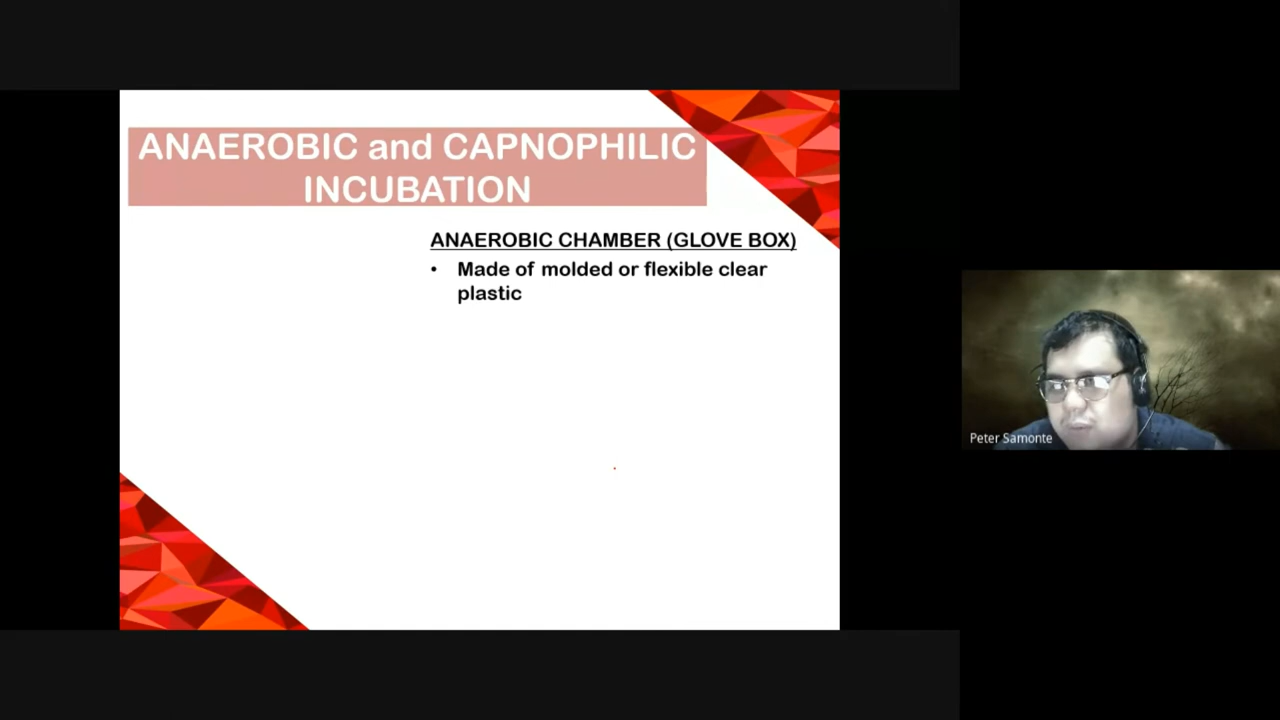 ANAEROBIC and CAPNOPHILIC
INCUBATION
ANAEROBIC CHAMBER (GLOVE BOX)
• Made of molded or flexible clear
plastic
Peter Samonte